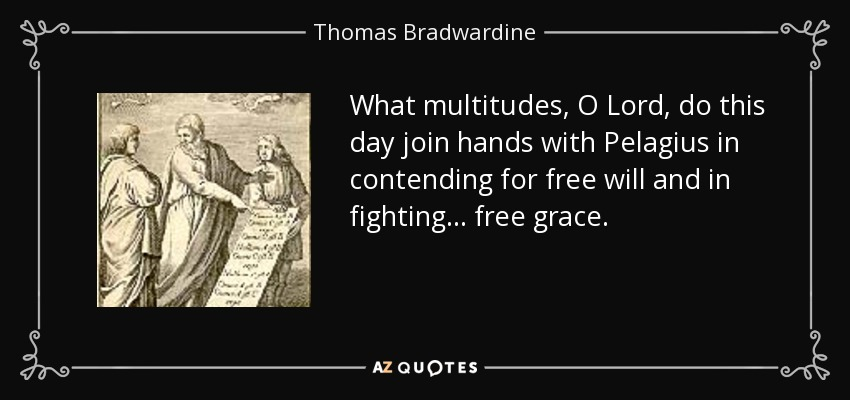 Thomas Bradwardine
What multitudes, O Lord, do this
day join hands with Pelagius in
contending for free will and in
fighting... free grace.
AZ QUOTES